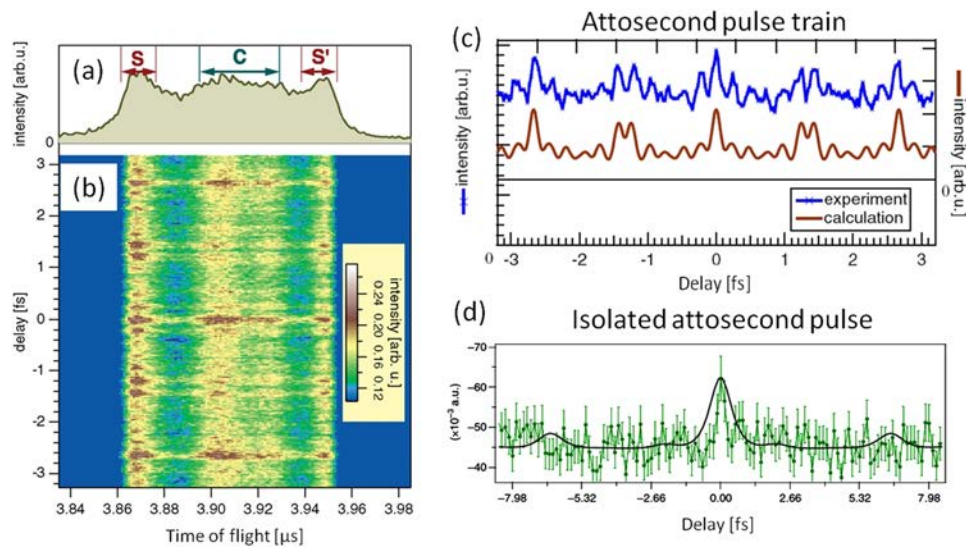 (a)
intensity [arb.u.]
0
S
C
S'
(b)
delay [fs]
3
2
1
0
-1
-2
-3
intensity [arb. u.]
0.24
0.20
0.16
0.12
3.84
3.86
3.88
3.90
3.92
3.94
3.96
3.98
Time of flight [μs]
Attosecond pulse train
(c)
intensity [arb.u.]
intensity [arb.u.]
0
0
experiment
calculation
-3
-2
-1
0
1
2
3
Delay [fs]
(d)
Isolated attosecond pulse
(×10⁻³ a.u.)
-70
-60
-50
-40
-7.98
-5.32
-2.66
0.00
2.66
5.32
7.98
Delay [fs]